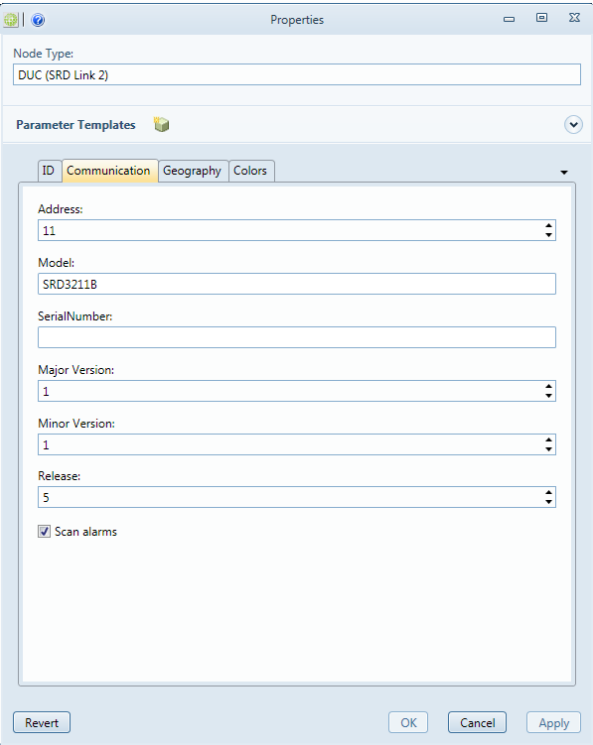 Properties
Node Type:
DUC (SRD Link 2)
Parameter Templates
ID Communication Geography Colors
Address:
11
Model:
SRD3211B
SerialNumber:
Major Version:
1
Minor Version:
1
Release:
5
Scan alarms
Revert OK Cancel Apply